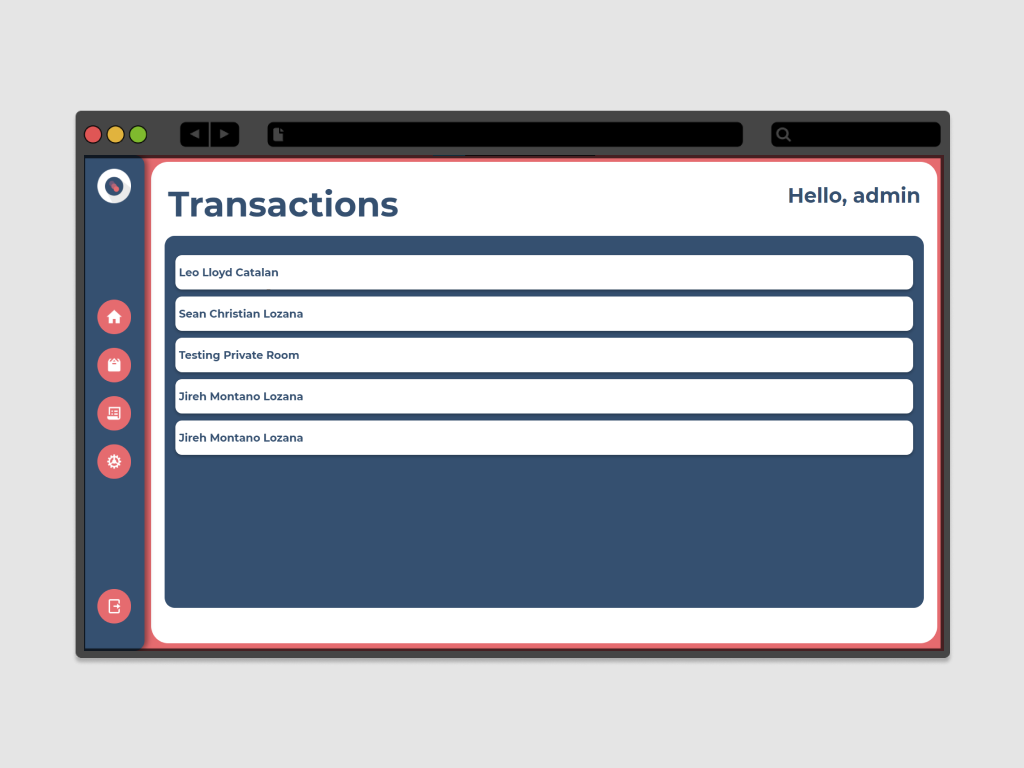 Transactions
Hello, admin
Leo Lloyd Catalan
Sean Christian Lozana
Testing Private Room
Jireh Montano Lozana
Jireh Montano Lozana